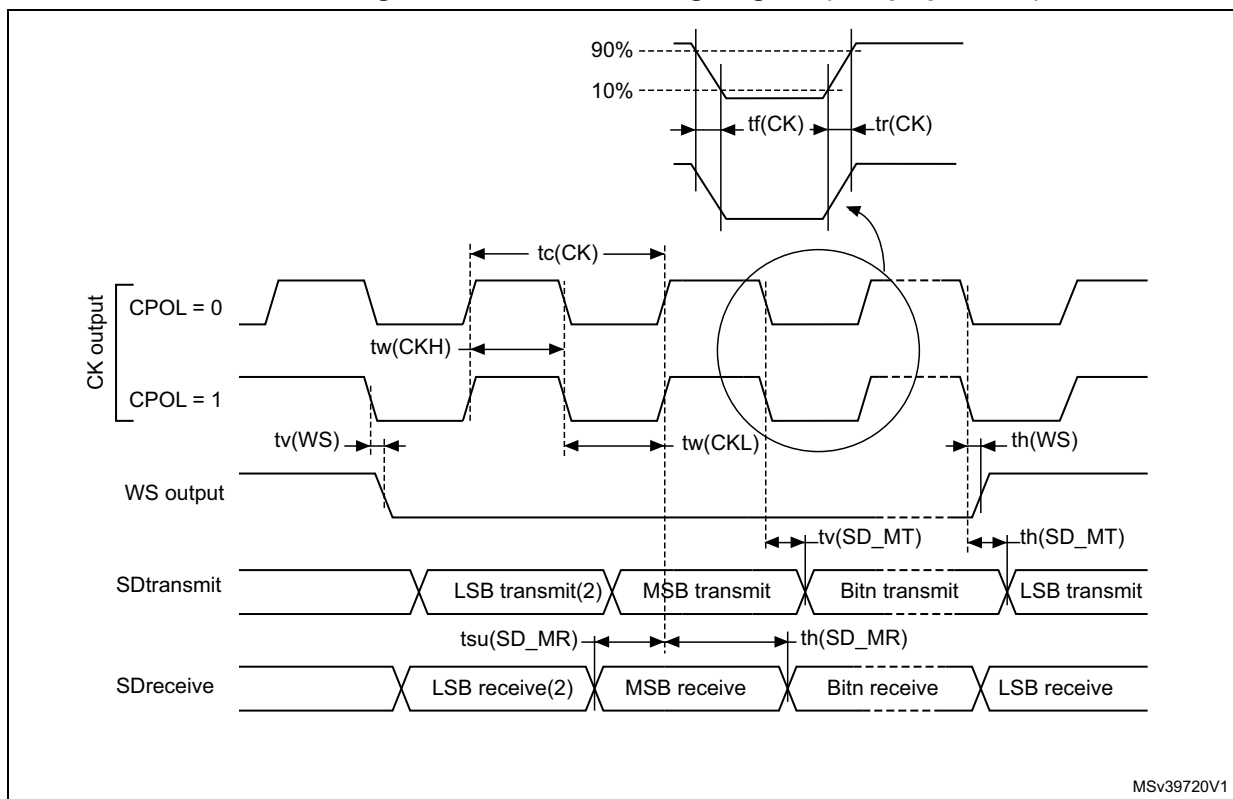 90%
10%
tf(CK)
tr(CK)
tc(CK)
CK output
CPOL = 0
tw(CKH)
CPOL = 1
tv(WS)
tw(CKL)
th(WS)
WS output
tv(SD_MT)
th(SD_MT)
SDtransmit
LSB transmit(2)
MSB transmit
Bitn transmit
LSB transmit
tsu(SD_MR)
th(SD_MR)
SDreceive
LSB receive(2)
MSB receive
Bitn receive
LSB receive
MSv39720V1